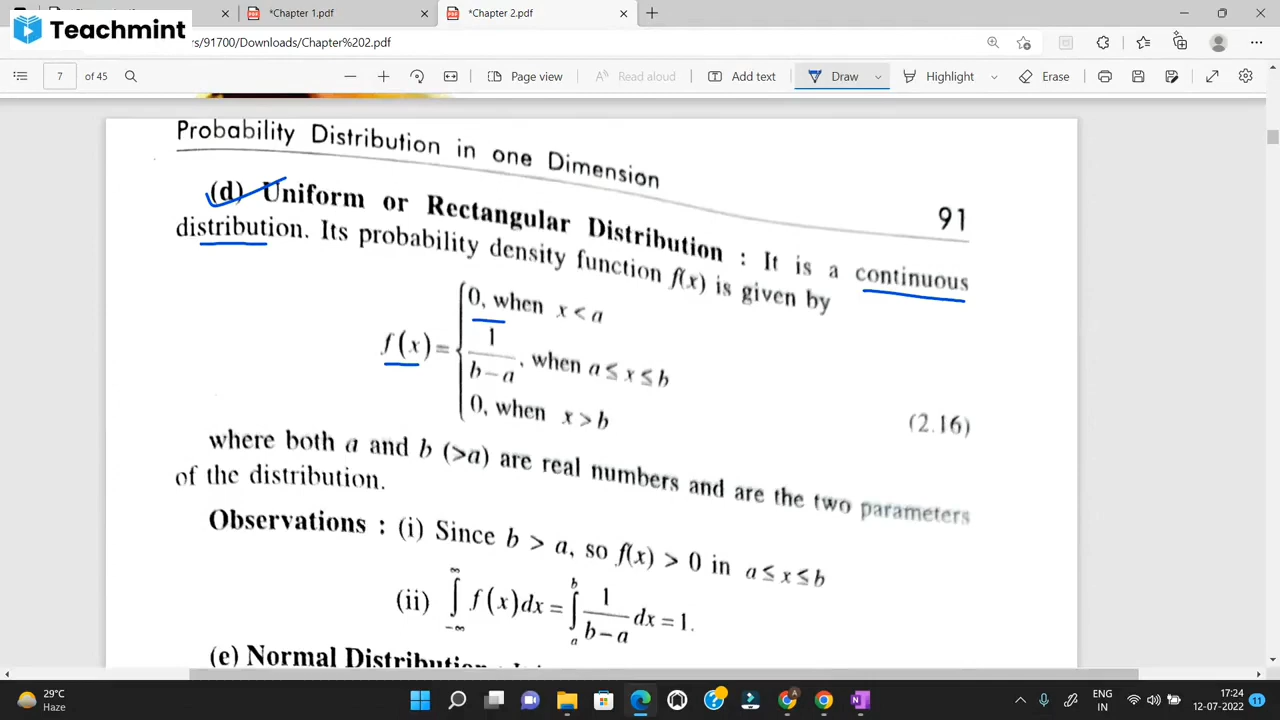 *Chapter 1.pdf
*Chapter 2.pdf
Teachmint
rs/91700/Downloads/Chapter%202.pdf
7 of 45
Page view
Read aloud
Add text
Draw
Highlight
Erase
Probability Distribution in one Dimension
91
(d) Uniform or Rectangular Distribution : It is a continuous
distribution. Its probability density function f(x) is given by
0, when x < a
f(x) = 1/(b−a), when a ≤ x ≤ b
0, when x > b
(2.16)
where both a and b (>a) are real numbers and are the two parameters
of the distribution.
Observations : (i) Since b > a, so f(x) > 0 in a ≤ x ≤ b
(ii) ∫_{−∞}^{∞} f(x)dx = ∫_a^b 1/(b−a) dx = 1.
(e) Normal Distribution :
29°C
Haze
ENG
IN
17:24
12-07-2022
11